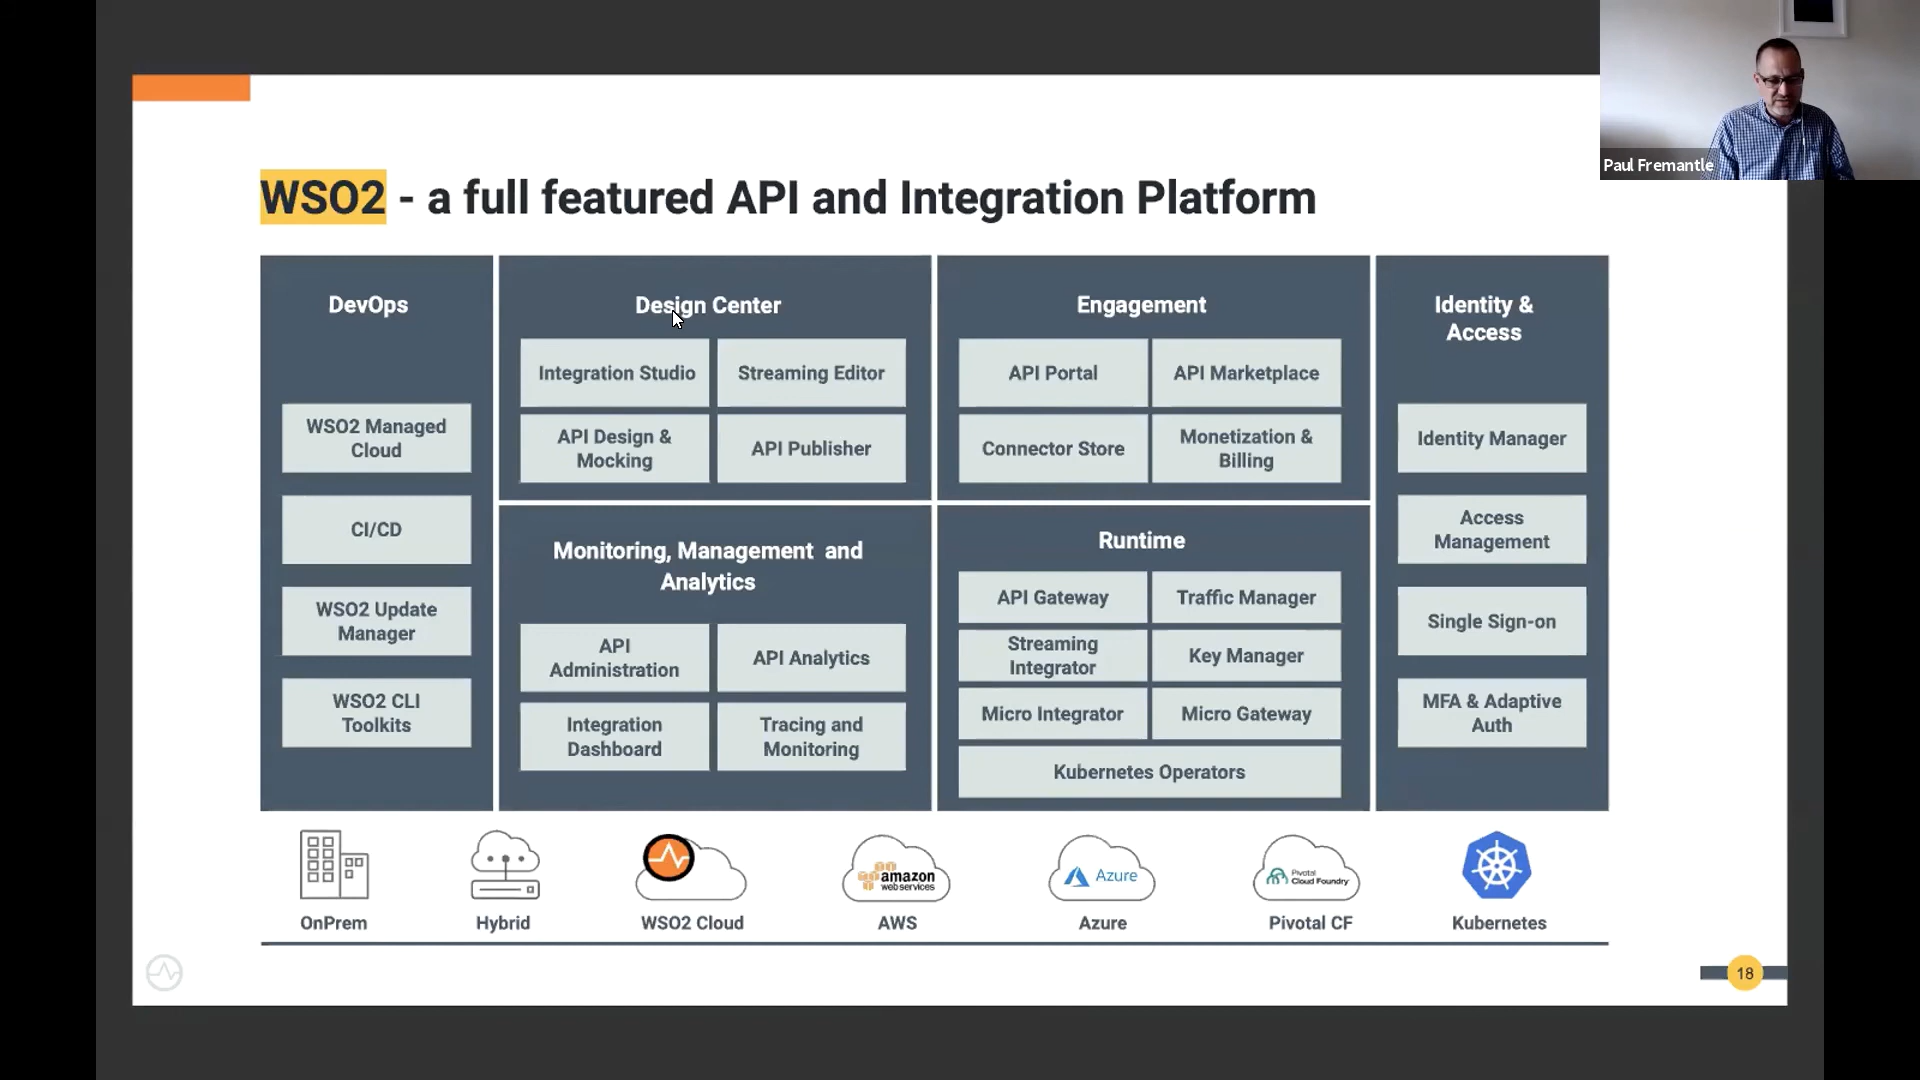 Paul Fremantle
WSO2 - a full featured API and Integration Platform
DevOps
WSO2 Managed
Cloud
CI/CD
WSO2 Update
Manager
WSO2 CLI
Toolkits
Design Center
Integration Studio
Streaming Editor
API Design &
Mocking
API Publisher
Monitoring, Management and
Analytics
API
Administration
API Analytics
Integration
Dashboard
Tracing and
Monitoring
Engagement
API Portal
API Marketplace
Connector Store
Monetization &
Billing
Runtime
API Gateway
Traffic Manager
Streaming
Integrator
Key Manager
Micro Integrator
Micro Gateway
Kubernetes Operators
Identity &
Access
Identity Manager
Access
Management
Single Sign-on
MFA & Adaptive
Auth
amazon
web services
Azure
Pivotal
Cloud Foundry
OnPrem
Hybrid
WSO2 Cloud
AWS
Azure
Pivotal CF
Kubernetes
18